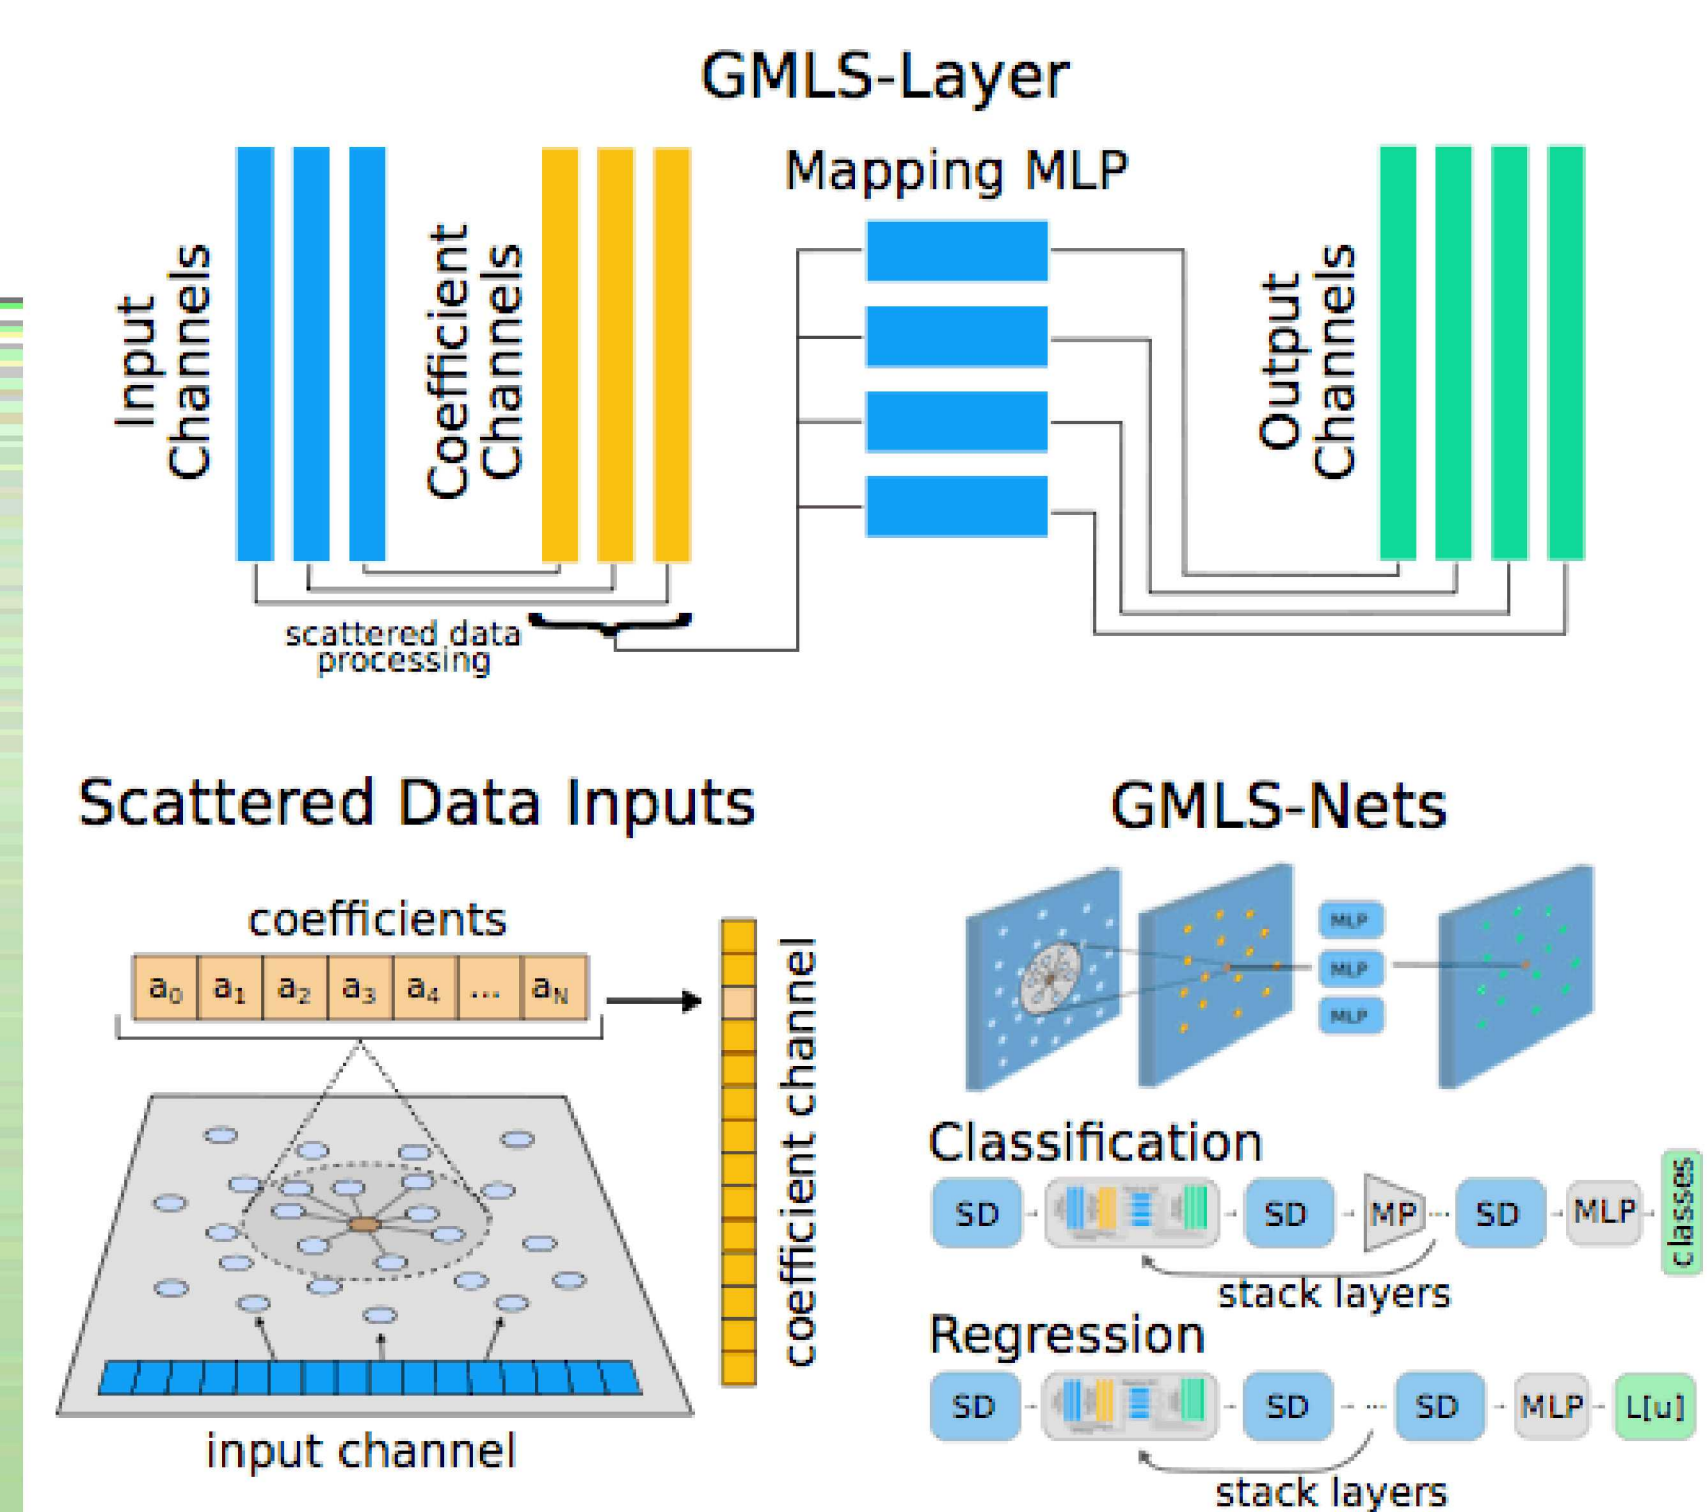 GMLS-Layer
Input
Channels
Coefficient
Channels
Mapping MLP
Output
Channels
scattered data
processing
Scattered Data Inputs
coefficients
a₀ a₁ a₂ a₃ a₄ ... a_N
coefficient channel
input channel
GMLS-Nets
MLP
MLP
MLP
Classification
SD SD MP ... SD MLP classes
stack layers
Regression
SD SD ... SD MLP L[u]
stack layers